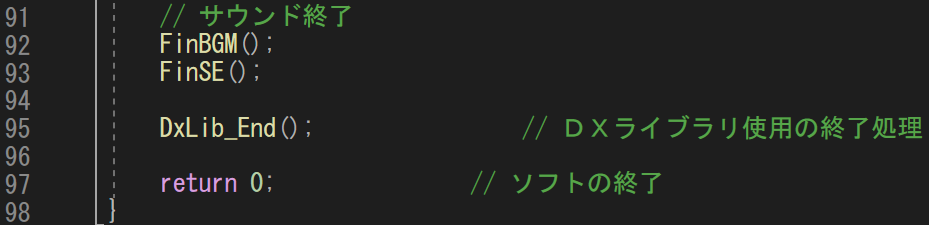 91 // サウンド終了
92 FinBGM();
93 FinSE();
94
95 DxLib_End(); // ＤＸライブラリ使用の終了処理
96
97 return 0; // ソフトの終了
98 }